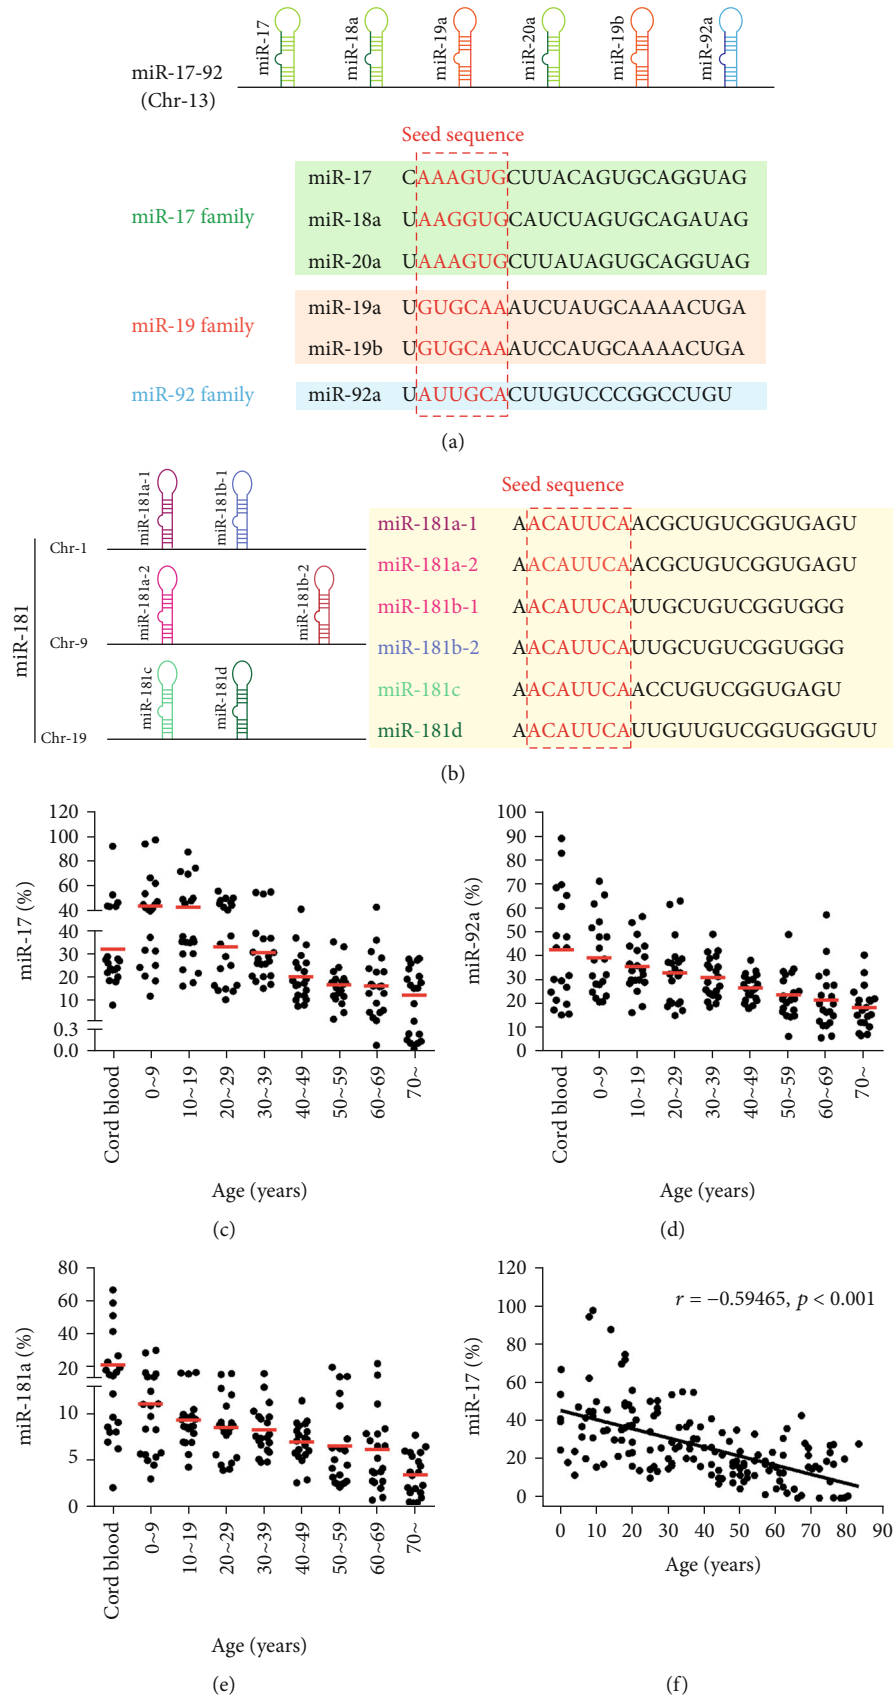 miR-17
miR-18a
miR-19a
miR-20a
miR-19b
miR-92a
miR-17-92
(Chr-13)
Seed sequence
miR-17 family
miR-17 CAAAGUGCUUACAGUGCAGGUAG
miR-18a UAAGGUGCAUCUAGUGCAGAUAG
miR-20a UAAAGUGCUUAUAGUGCAGGUAG
miR-19 family
miR-19a UGUGCAAAUCUAUGCAAAACUGA
miR-19b UGUGCAAAUCCAUGCAAAACUGA
miR-92 family
miR-92a UAUUGCACUUGUCCCGGCCUGU
(a)
miR-181
miR-181a-1
miR-181b-1
Chr-1
miR-181a-2
miR-181b-2
Chr-9
miR-181c
miR-181d
Chr-19
Seed sequence
miR-181a-1 AACAUUCAACGCUGUCGGUGAGU
miR-181a-2 AACAUUCAACGCUGUCGGUGAGU
miR-181b-1 AACAUUCAUUGCUGUCGGUGGG
miR-181b-2 AACAUUCAUUGCUGUCGGUGGG
miR-181c AACAUUCAACCUGUCGGUGAGU
miR-181d AACAUUCAUUGUUGUCGGUGGGUU
(b)
miR-17 (%)
120
100
80
60
40
40
30
20
10
0.3
0.0
Cord blood
0~9
10~19
20~29
30~39
40~49
50~59
60~69
70~
Age (years)
(c)
miR-92a (%)
100
90
80
70
60
50
40
30
20
10
0
Cord blood
0~9
10~19
20~29
30~39
40~49
50~59
60~69
70~
Age (years)
(d)
miR-181a (%)
80
60
40
20
10
5
0
Cord blood
0~9
10~19
20~29
30~39
40~49
50~59
60~69
70~
Age (years)
(e)
miR-17 (%)
120
100
80
60
40
20
0
r = −0.59465, p < 0.001
0 10 20 30 40 50 60 70 80 90
Age (years)
(f)